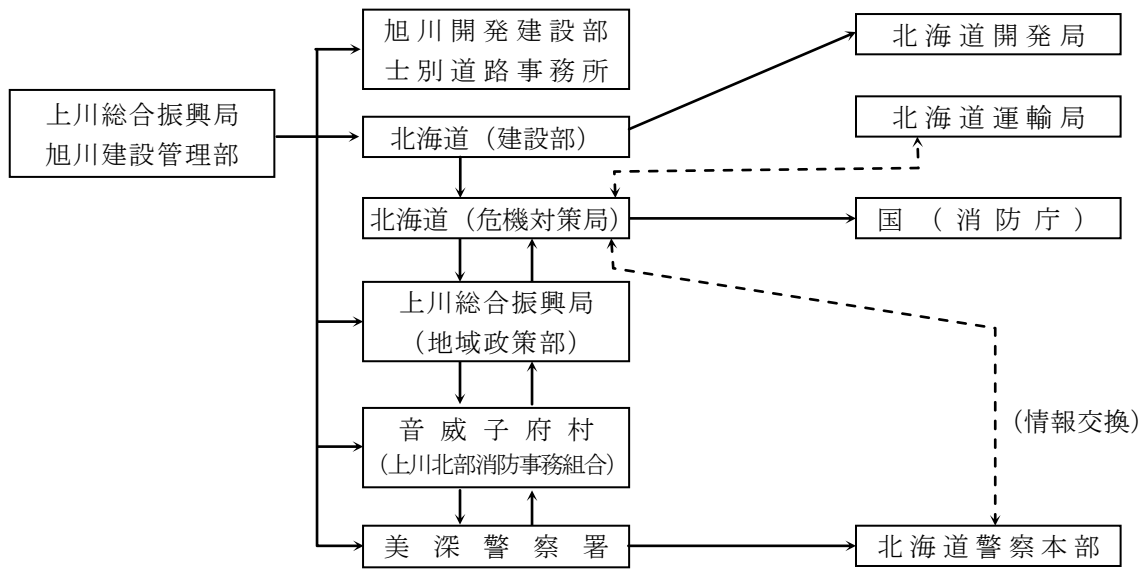 上川総合振興局
旭川建設管理部
旭川開発建設部
士別道路事務所
北海道（建設部）
北海道（危機対策局）
上川総合振興局
（地域政策部）
音威子府村
（上川北部消防事務組合）
美深警察署
北海道開発局
北海道運輸局
国（消防庁）
（情報交換）
北海道警察本部